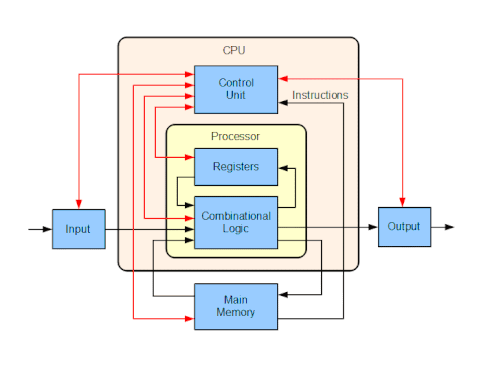 CPU
Control
Unit
Instructions
Processor
Registers
Combinational
Logic
Input
Output
Main
Memory